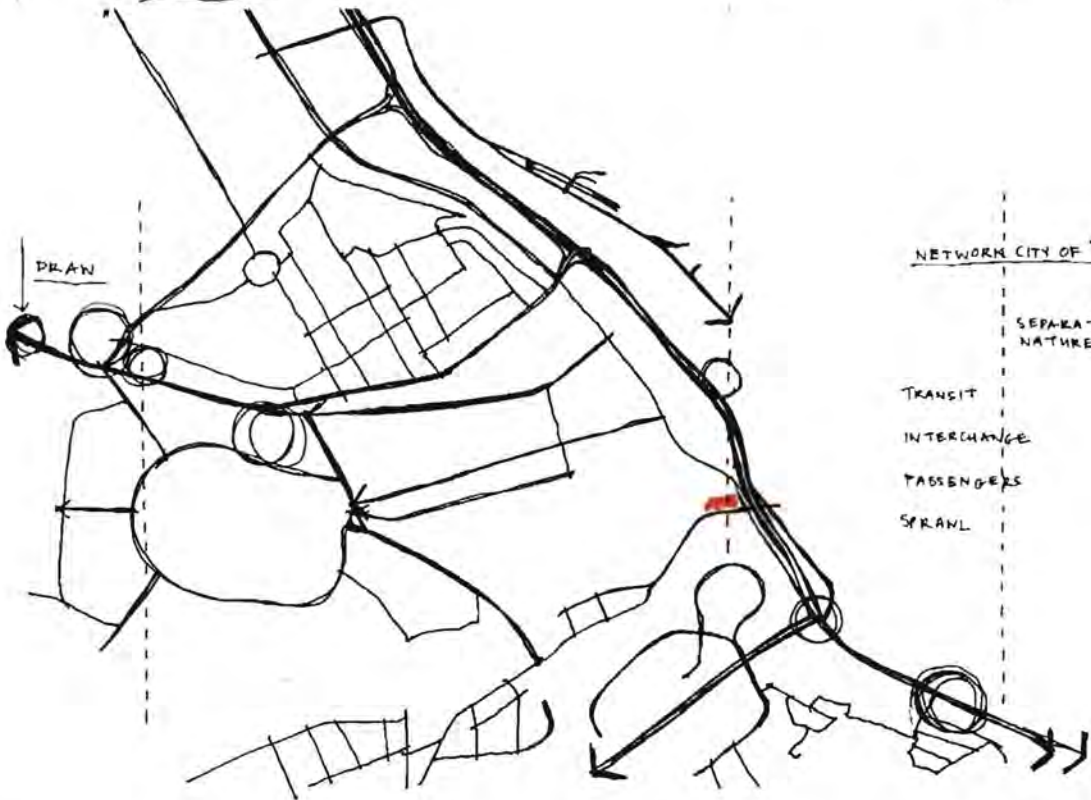 DRAW
NETWORK CITY OF
SEPARA-
NATURE
TRANSIT
INTERCHANGE
PASSENGERS
SPRAWL